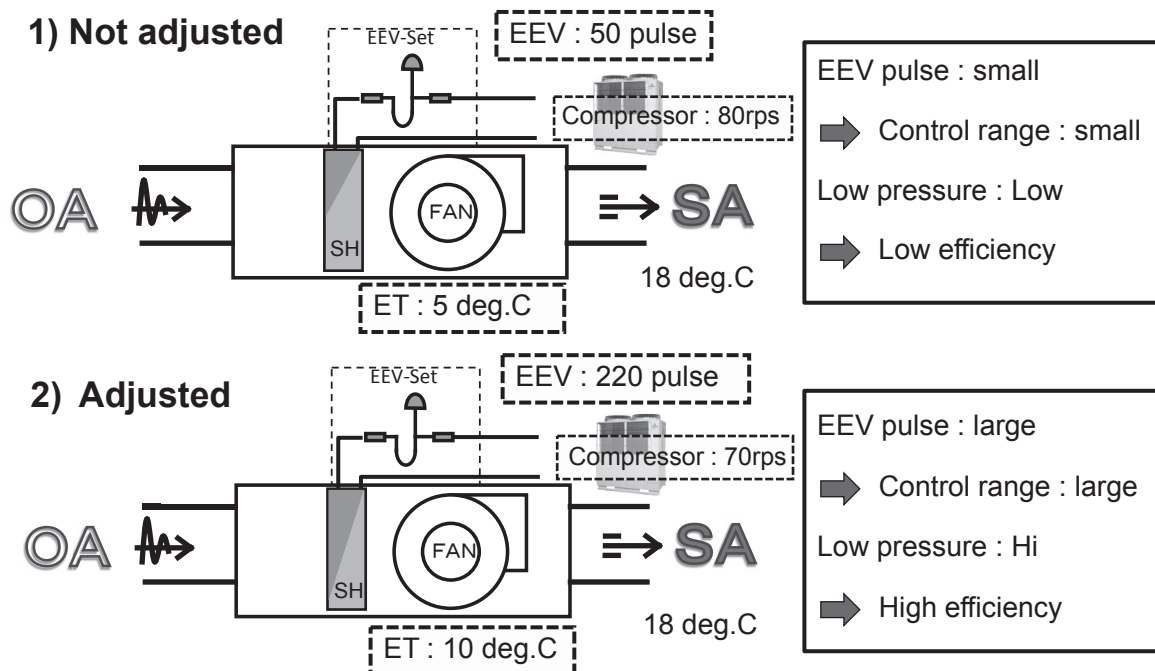 1) Not adjusted
EEV-Set
EEV : 50 pulse
Compressor : 80rps
OA
SH
FAN
SA
18 deg.C
ET : 5 deg.C
EEV pulse : small
Control range : small
Low pressure : Low
Low efficiency
2) Adjusted
EEV-Set
EEV : 220 pulse
Compressor : 70rps
OA
SH
FAN
SA
18 deg.C
ET : 10 deg.C
EEV pulse : large
Control range : large
Low pressure : Hi
High efficiency